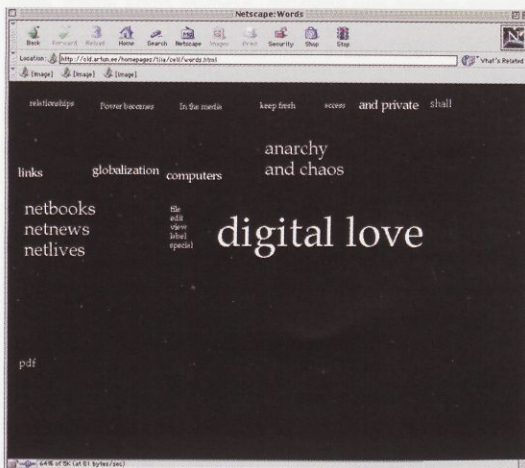 Netscape: Words
Back Forward Reload Home Search Netscape Images Print Security Shop Stop
Location: http://old.artun.ee/homepages/tiia/cell/words.html What's Related
[Image] [Image] [Image]
relationships Power becomes In the media keep fresh access and private shall
anarchy
and chaos
links globalization computers
netbooks
netnews
netlives
file
edit
view
label
special
digital love
pdf
64% of 5K (at 81 bytes/sec)